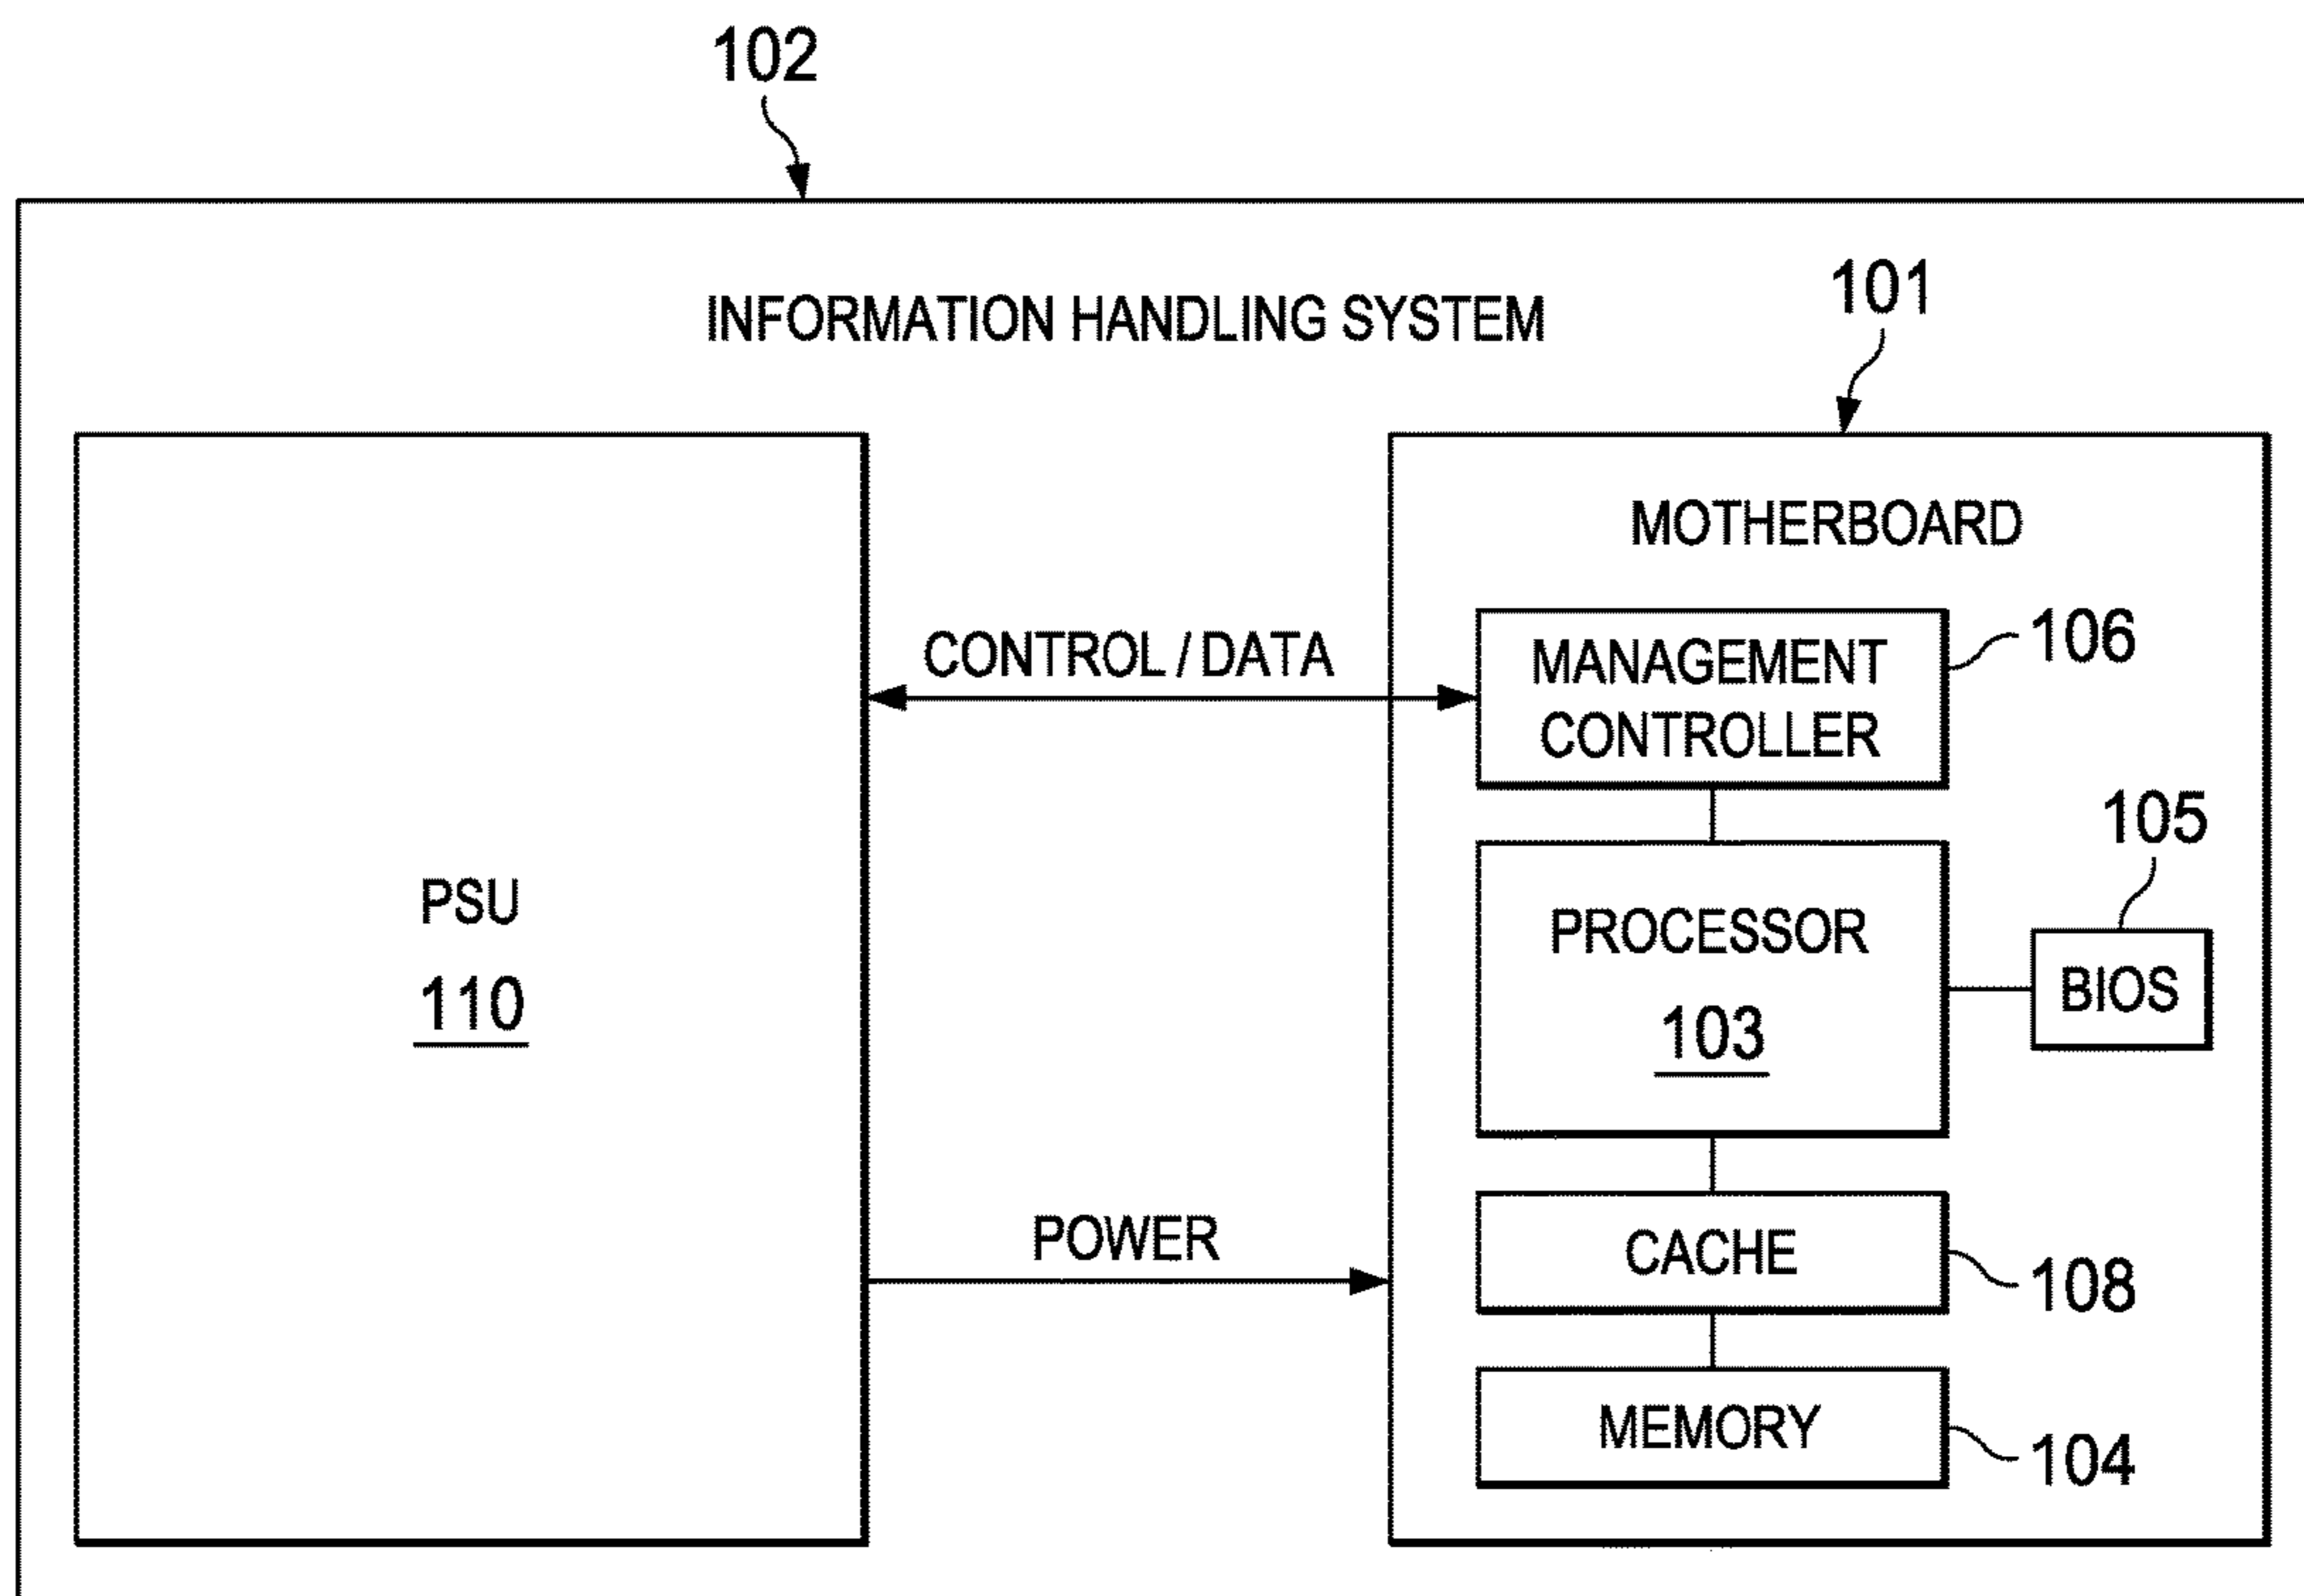 102
INFORMATION HANDLING SYSTEM
101
MOTHERBOARD
CONTROL / DATA
MANAGEMENT
CONTROLLER
106
PSU
110
PROCESSOR
103
105
BIOS
POWER
CACHE
108
MEMORY
104